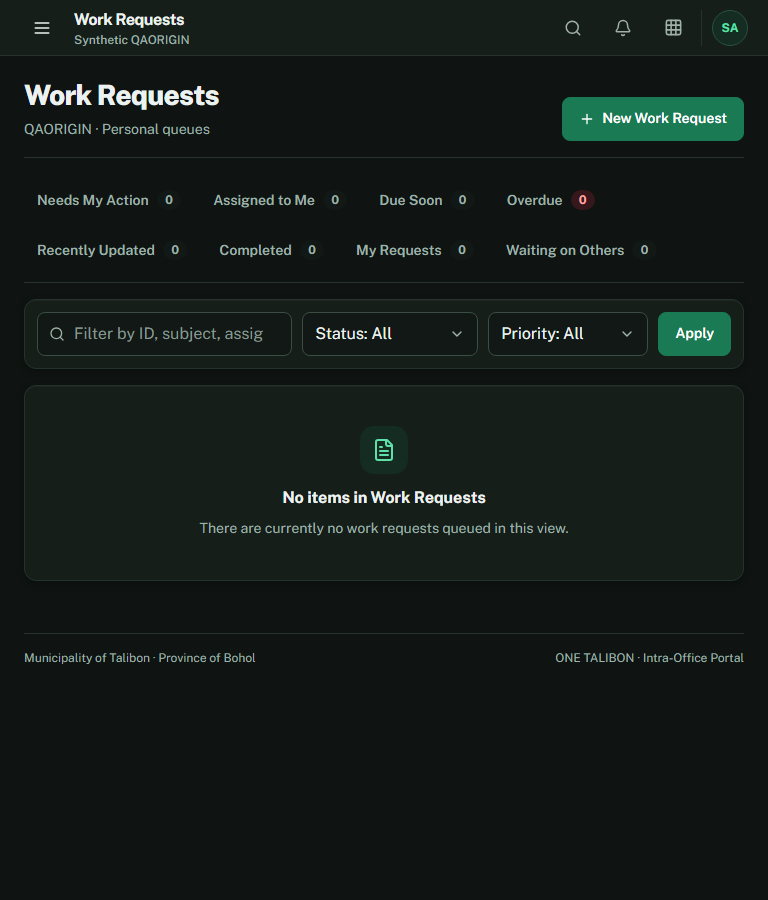 Work Requests
Synthetic QAORIGIN
SA
Work Requests
QAORIGIN · Personal queues
New Work Request
Needs My Action 0 Assigned to Me 0 Due Soon 0 Overdue 0
Recently Updated 0 Completed 0 My Requests 0 Waiting on Others 0
Filter by ID, subject, assig Status: All Priority: All Apply
No items in Work Requests
There are currently no work requests queued in this view.
Municipality of Talibon · Province of Bohol ONE TALIBON · Intra-Office Portal